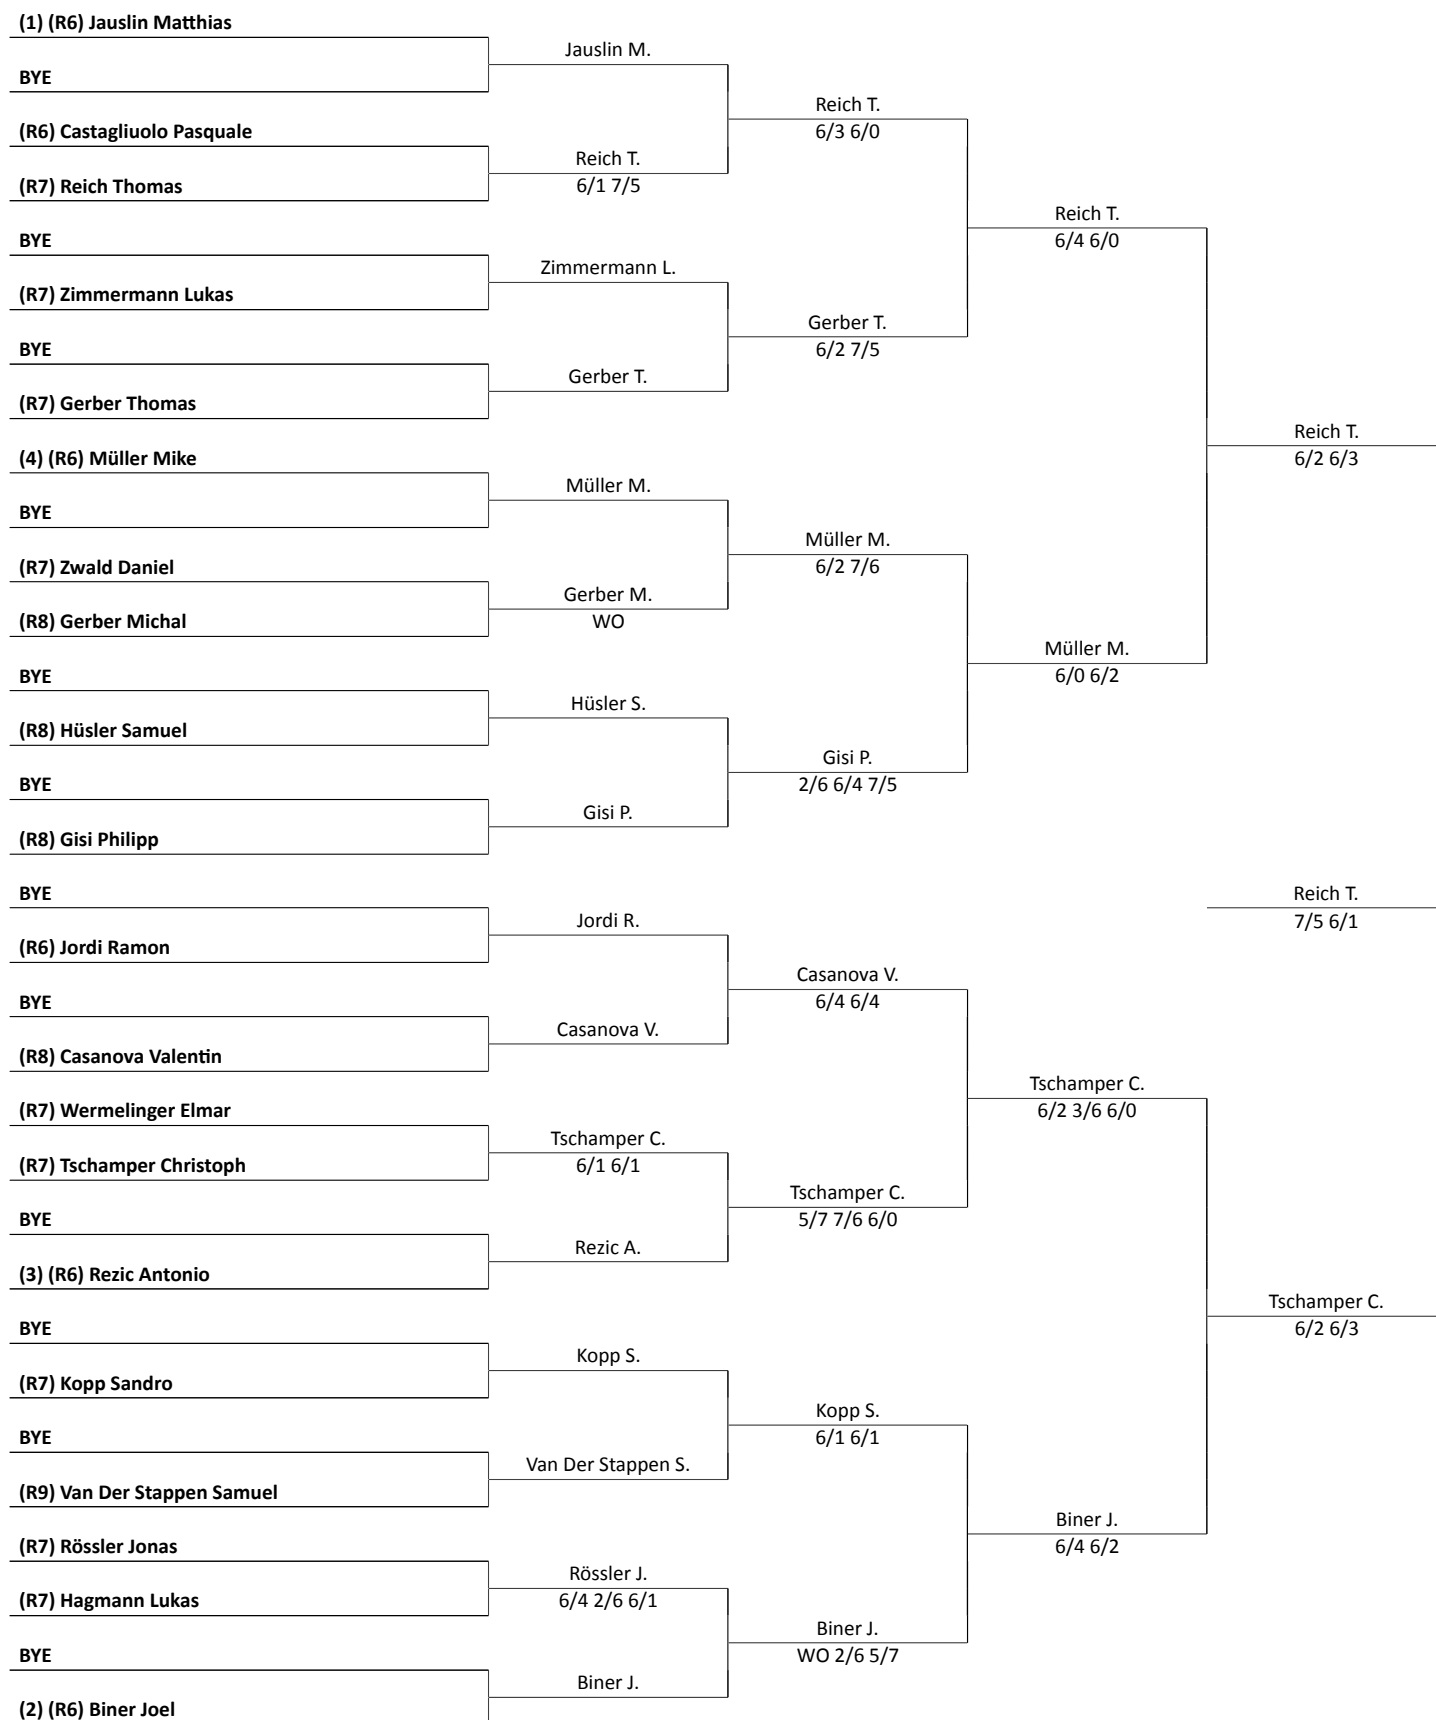 (1) (R6) Jauslin Matthias
BYE
(R6) Castagliuolo Pasquale
(R7) Reich Thomas
BYE
(R7) Zimmermann Lukas
BYE
(R7) Gerber Thomas
(4) (R6) Müller Mike
BYE
(R7) Zwald Daniel
(R8) Gerber Michal
BYE
(R8) Hüsler Samuel
BYE
(R8) Gisi Philipp
BYE
(R6) Jordi Ramon
BYE
(R8) Casanova Valentin
(R7) Wermelinger Elmar
(R7) Tschamper Christoph
BYE
(3) (R6) Rezic Antonio
BYE
(R7) Kopp Sandro
BYE
(R9) Van Der Stappen Samuel
(R7) Rössler Jonas
(R7) Hagmann Lukas
BYE
(2) (R6) Biner Joel
Jauslin M.
Reich T.
6/1 7/5
Zimmermann L.
Gerber T.
Müller M.
Gerber M.
WO
Hüsler S.
Gisi P.
Jordi R.
Casanova V.
Tschamper C.
6/1 6/1
Rezic A.
Kopp S.
Van Der Stappen S.
Rössler J.
6/4 2/6 6/1
Biner J.
Reich T.
6/3 6/0
Gerber T.
6/2 7/5
Müller M.
6/2 7/6
Gisi P.
2/6 6/4 7/5
Casanova V.
6/4 6/4
Tschamper C.
5/7 7/6 6/0
Kopp S.
6/1 6/1
Biner J.
WO 2/6 5/7
Reich T.
6/4 6/0
Müller M.
6/0 6/2
Tschamper C.
6/2 3/6 6/0
Biner J.
6/4 6/2
Reich T.
6/2 6/3
Reich T.
7/5 6/1
Tschamper C.
6/2 6/3